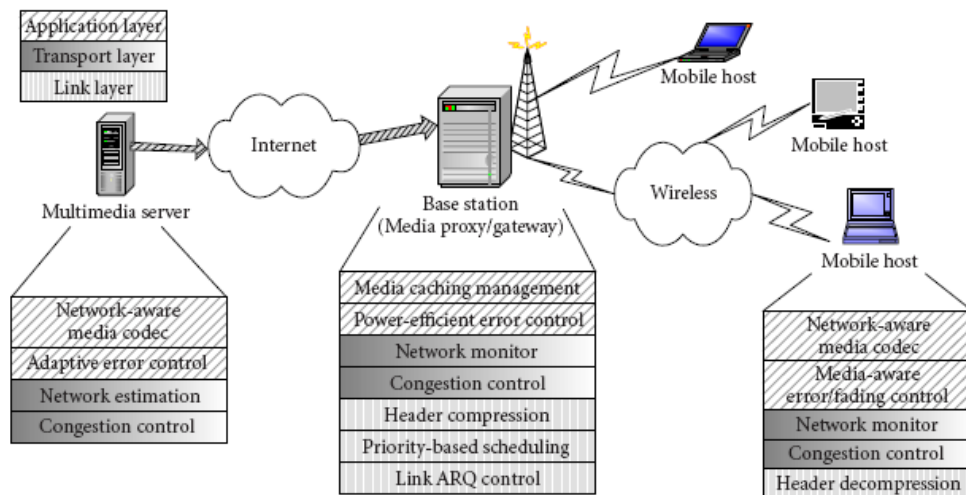 Application layer
Transport layer
Link layer
Multimedia server
Internet
Base station
(Media proxy/gateway)
Mobile host
Wireless
Mobile host
Mobile host
Network-aware
media codec
Adaptive error control
Network estimation
Congestion control
Media caching management
Power-efficient error control
Network monitor
Congestion control
Header compression
Priority-based scheduling
Link ARQ control
Network-aware
media codec
Media-aware
error/fading control
Network monitor
Congestion control
Header decompression